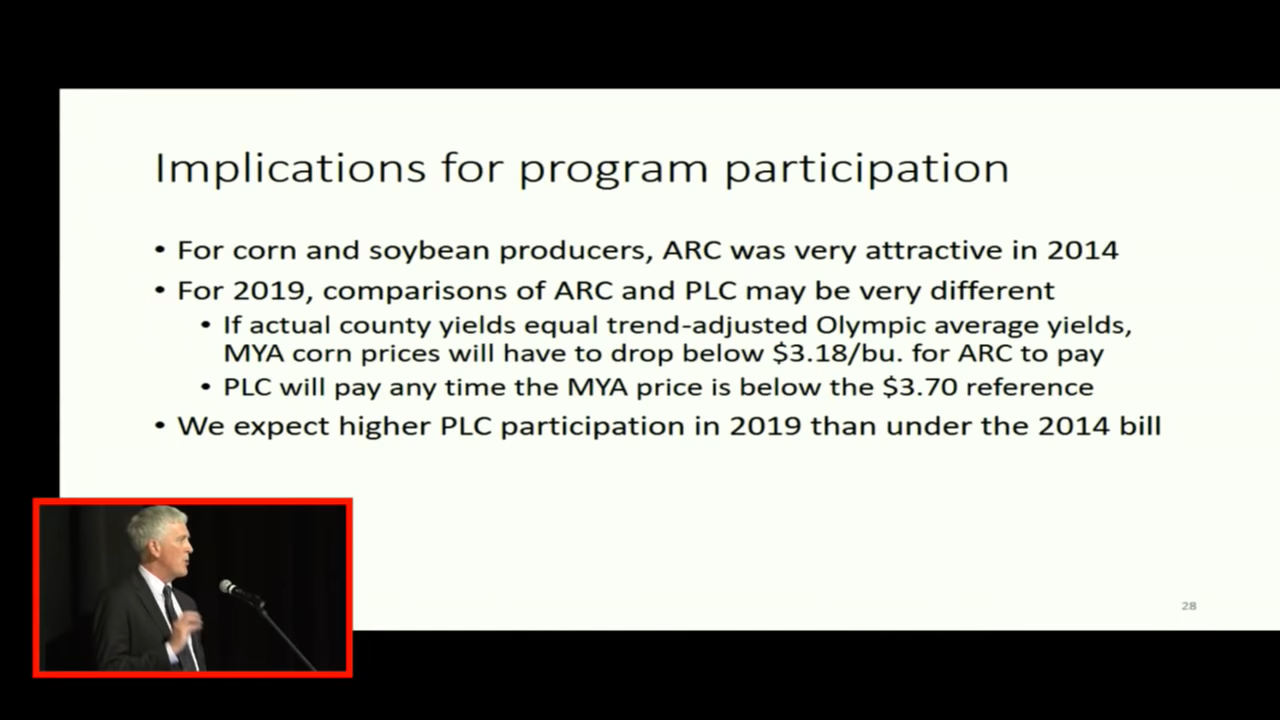 Implications for program participation
• For corn and soybean producers, ARC was very attractive in 2014
• For 2019, comparisons of ARC and PLC may be very different
• If actual county yields equal trend-adjusted Olympic average yields,
MYA corn prices will have to drop below $3.18/bu. for ARC to pay
• PLC will pay any time the MYA price is below the $3.70 reference
• We expect higher PLC participation in 2019 than under the 2014 bill
28